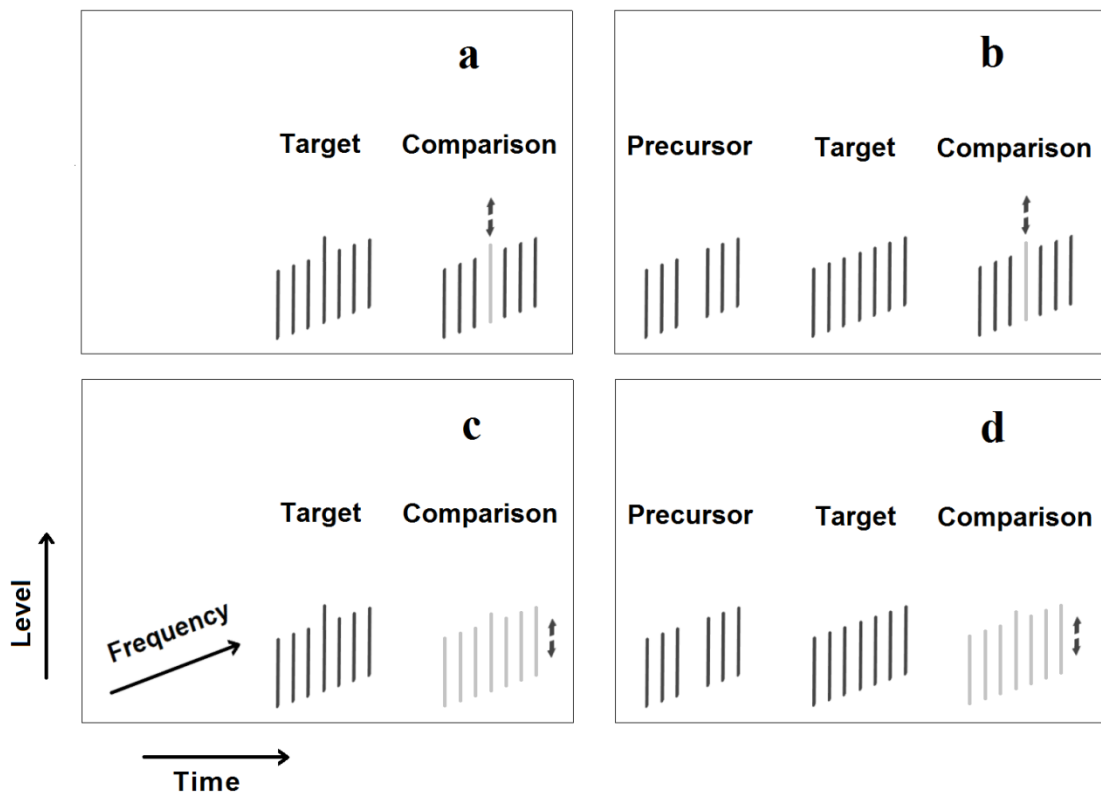 a
Target Comparison
b
Precursor Target Comparison
c
Target Comparison
d
Precursor Target Comparison
Level
Frequency
Time